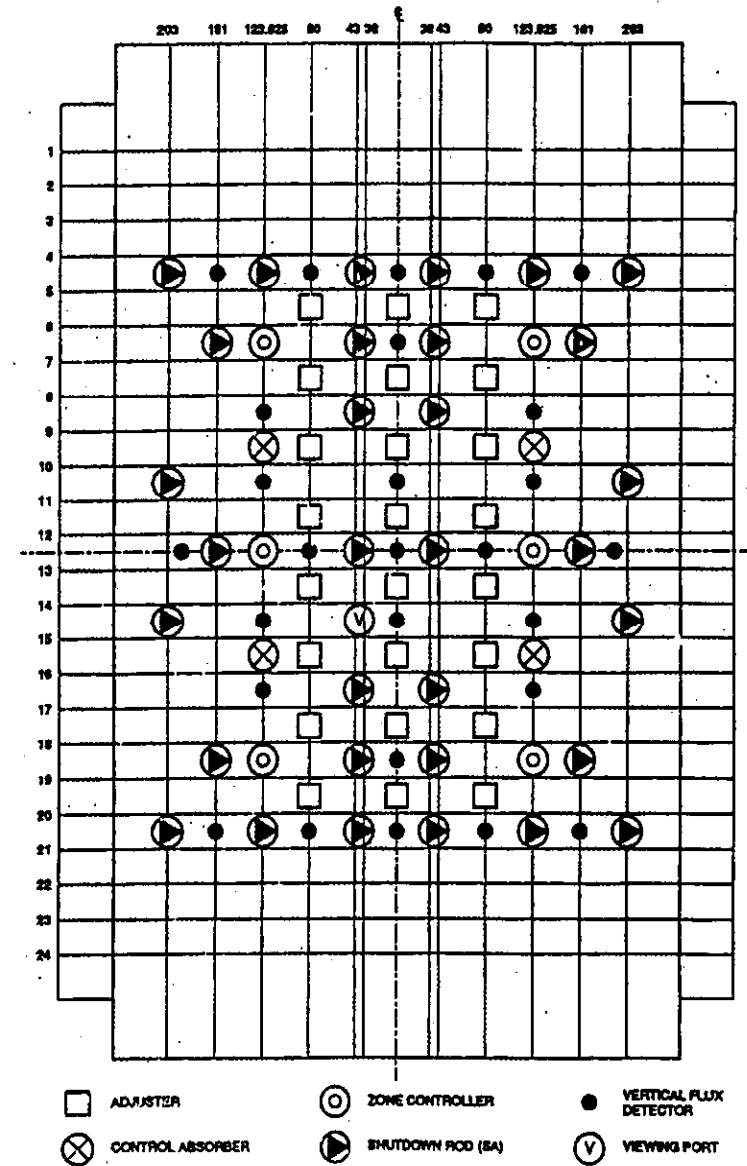 ℄
203 161 123.825 80 43 36 36 43 80 123.825 161 203
1
2
3
4
5
6
7
8
9
10
11
12
13
14
V
15
16
17
18
19
20
21
22
23
24
ADJUSTER
ZONE CONTROLLER
VERTICAL FLUX
DETECTOR
CONTROL ABSORBER
SHUTDOWN ROD (SA)
V VIEWING PORT